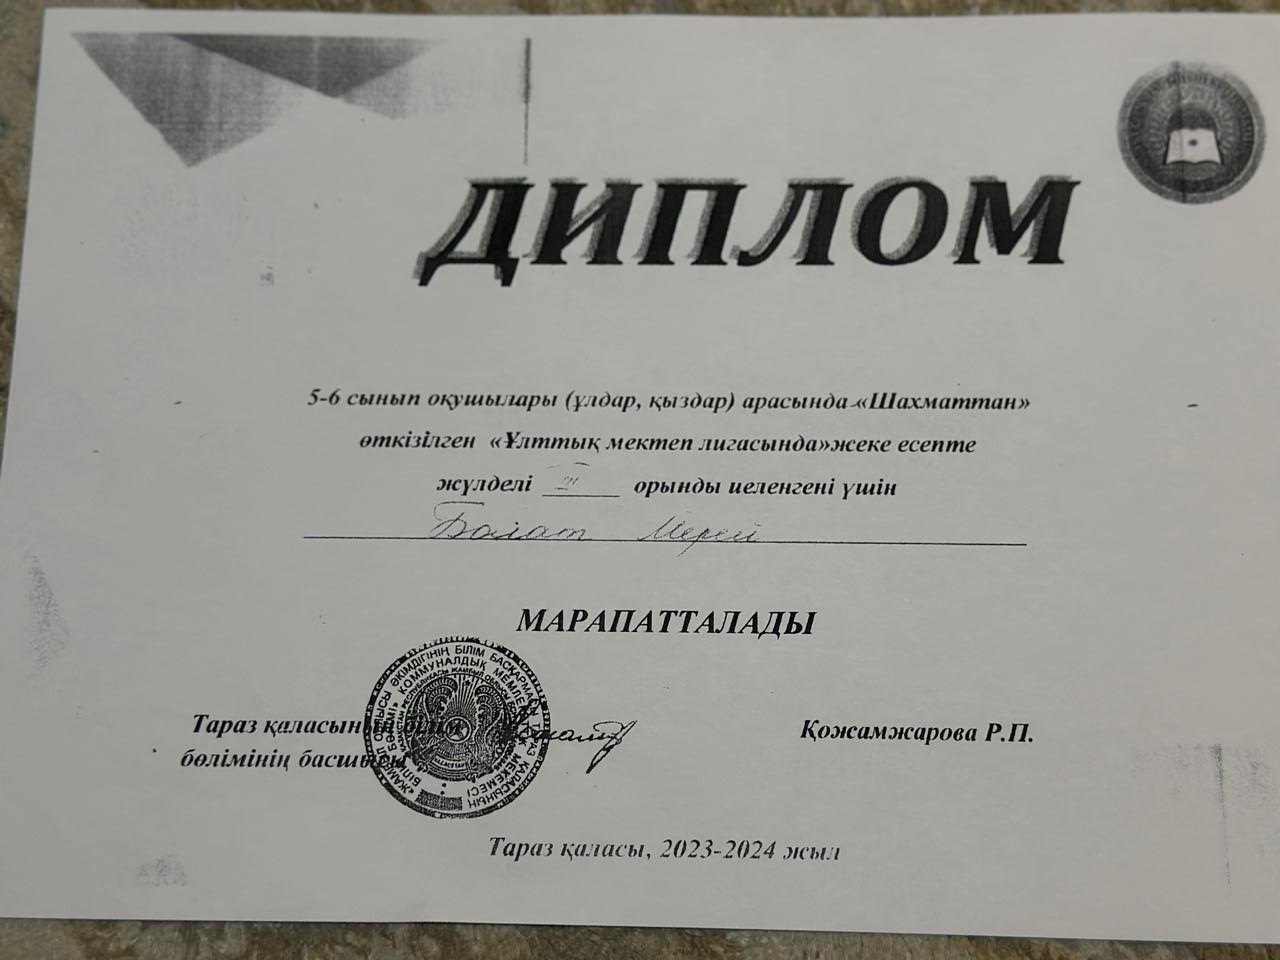 ДИПЛОМ
5-6 сынып оқушылары (ұлдар, қыздар) арасында «Шахматтан»
өткізілген «Ұлттық мектеп лигасында»жеке есепте
жүлделі III орынды иеленгені үшін
Болат Мерей
МАРАПАТТАЛАДЫ
Тараз қаласының білім
бөлімінің басшысы
Қожамжарова Р.П.
Тараз қаласы, 2023-2024 жыл